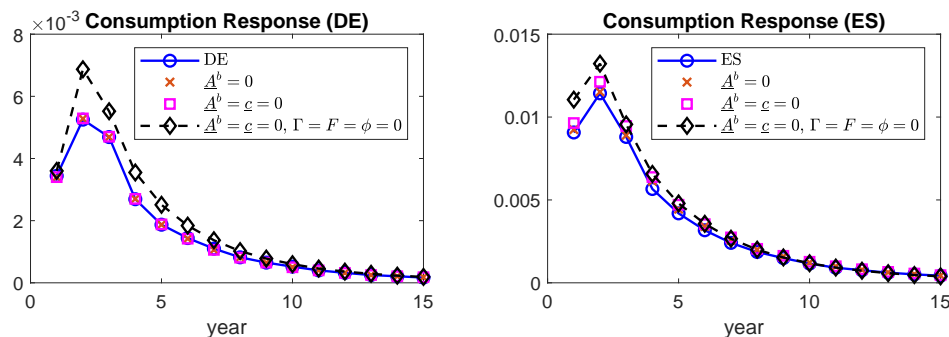 Consumption Response (DE)
×10⁻³
8
6
4
2
0
0 5 10 15
year
DE
A̲ᵇ = 0
A̲ᵇ = c̲ = 0
A̲ᵇ = c̲ = 0, Γ = F = ϕ = 0
Consumption Response (ES)
0.015
0.01
0.005
0
0 5 10 15
year
ES
A̲ᵇ = 0
A̲ᵇ = c̲ = 0
A̲ᵇ = c̲ = 0, Γ = F = ϕ = 0